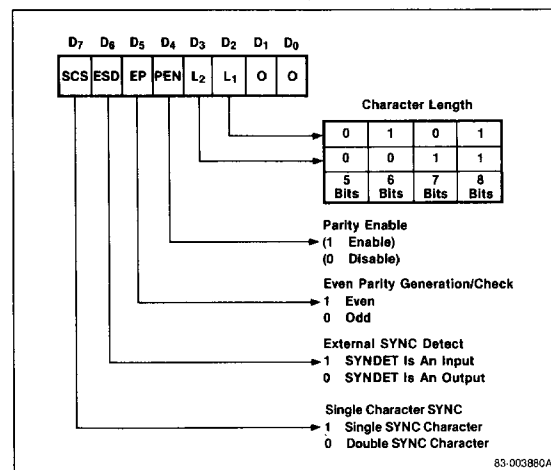 D7 D6 D5 D4 D3 D2 D1 D0
SCS ESD EP PEN L2 L1 O O
Character Length
0 1 0 1
0 0 1 1
5 6 7 8
Bits Bits Bits Bits
Parity Enable
(1 Enable)
(0 Disable)
Even Parity Generation/Check
1 Even
0 Odd
External SYNC Detect
1 SYNDET Is An Input
0 SYNDET Is An Output
Single Character SYNC
1 Single SYNC Character
0 Double SYNC Character
83-003880A